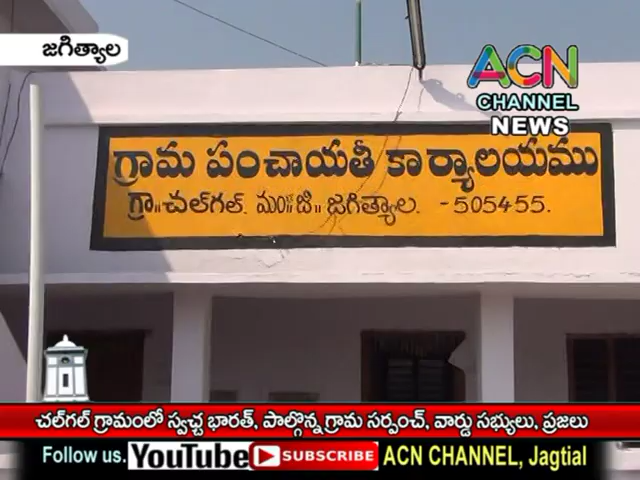 జగిత్యాల
ACN
CHANNEL
NEWS
గ్రామ పంచాయతీ కార్యాలయము
గ్రా॥చల్‌గల్. మం॥జి॥ జగిత్యాల. -505455.
చల్‌గల్ గ్రామంలో స్వచ్ఛ భారత్, పాల్గొన్న గ్రామ సర్పంచ్, వార్డు సభ్యులు, ప్రజలు
Follow us. YouTube SUBSCRIBE ACN CHANNEL, Jagtial